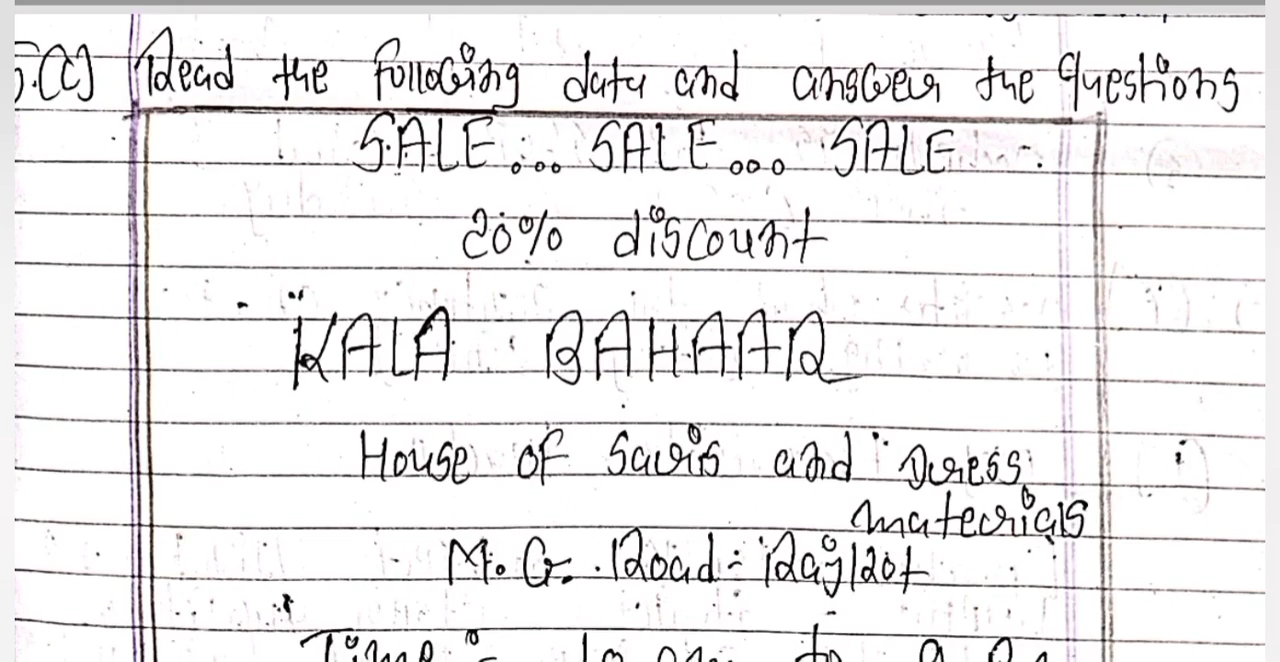 5.(C) Read the following data and answer the questions
SALE... SALE... SALE
20% discount
KALA BAHAAR
House of Saris and Dress
materials
M. G. Road : Rajkot
Time :